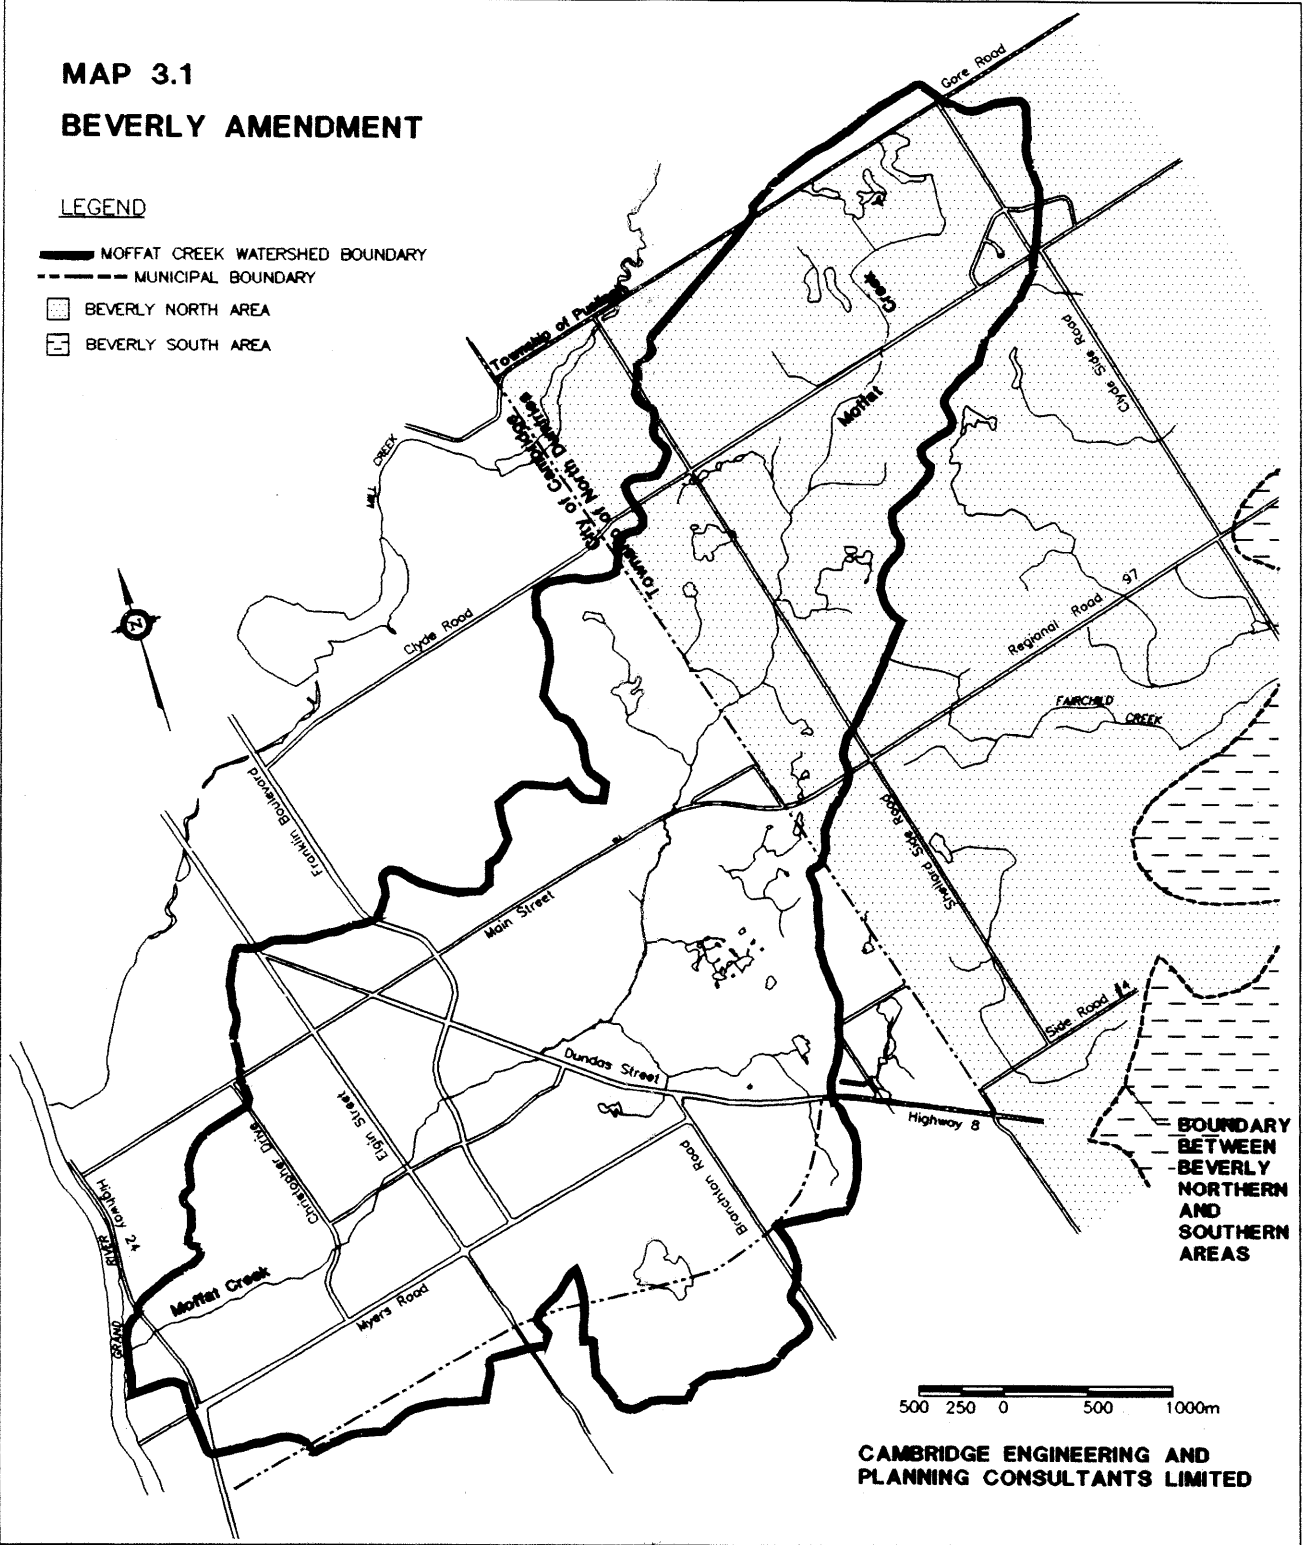 MAP 3.1
BEVERLY AMENDMENT
LEGEND
MOFFAT CREEK WATERSHED BOUNDARY
MUNICIPAL BOUNDARY
BEVERLY NORTH AREA
BEVERLY SOUTH AREA
Gore Road
Township of
Creek
Moffat
Clyde Side Road
City of Cambridge
Township of North Dumfries
MILL CREEK
N
Clyde Road
Regional Road 97
FAIRCHILD CREEK
Franklin Boulevard
Shellard Side Road
Main Street
Side Road #4
Dundas Street
Highway 8
Elgin Street
Christopher Drive
Branchton Road
Highway 24
GRAND RIVER
Moffat Creek
Myers Road
BOUNDARY
BETWEEN
BEVERLY
NORTHERN
AND
SOUTHERN
AREAS
500 250 0 500 1000m
CAMBRIDGE ENGINEERING AND
PLANNING CONSULTANTS LIMITED